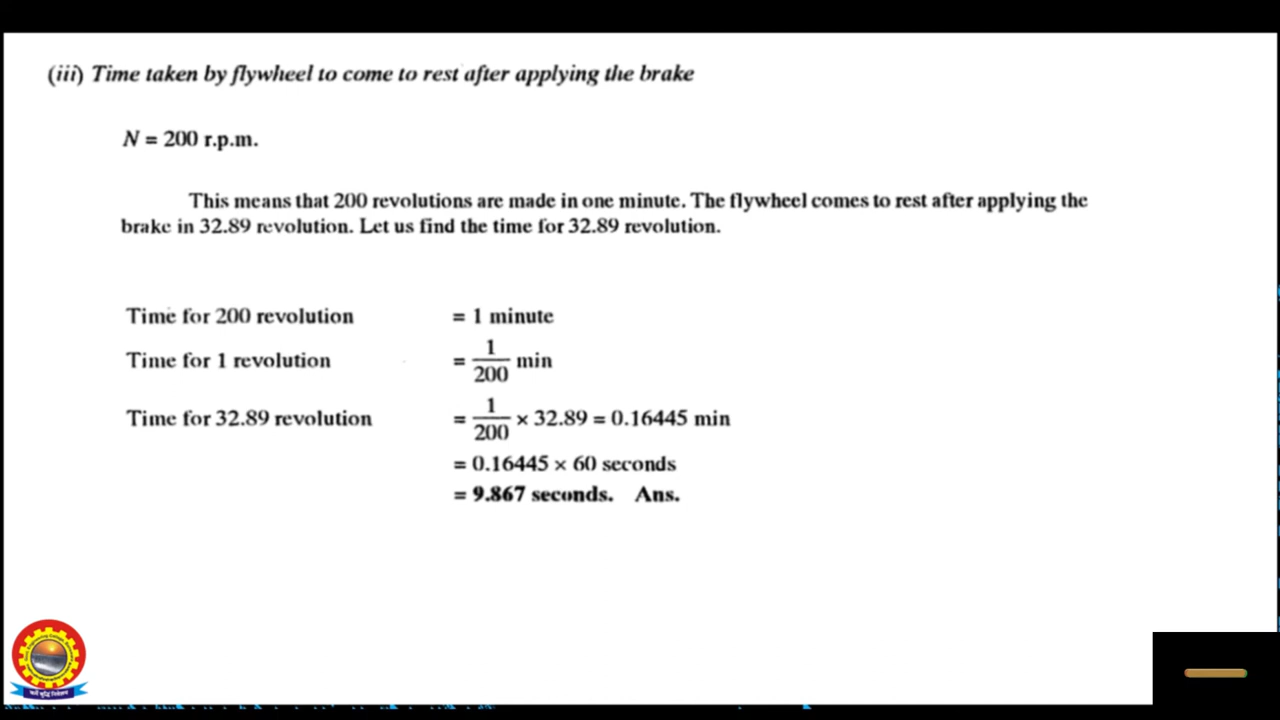 (iii) Time taken by flywheel to come to rest after applying the brake
N = 200 r.p.m.
This means that 200 revolutions are made in one minute. The flywheel comes to rest after applying the
brake in 32.89 revolution. Let us find the time for 32.89 revolution.
Time for 200 revolution = 1 minute
Time for 1 revolution = 1/200 min
Time for 32.89 revolution = 1/200 × 32.89 = 0.16445 min
= 0.16445 × 60 seconds
= 9.867 seconds. Ans.